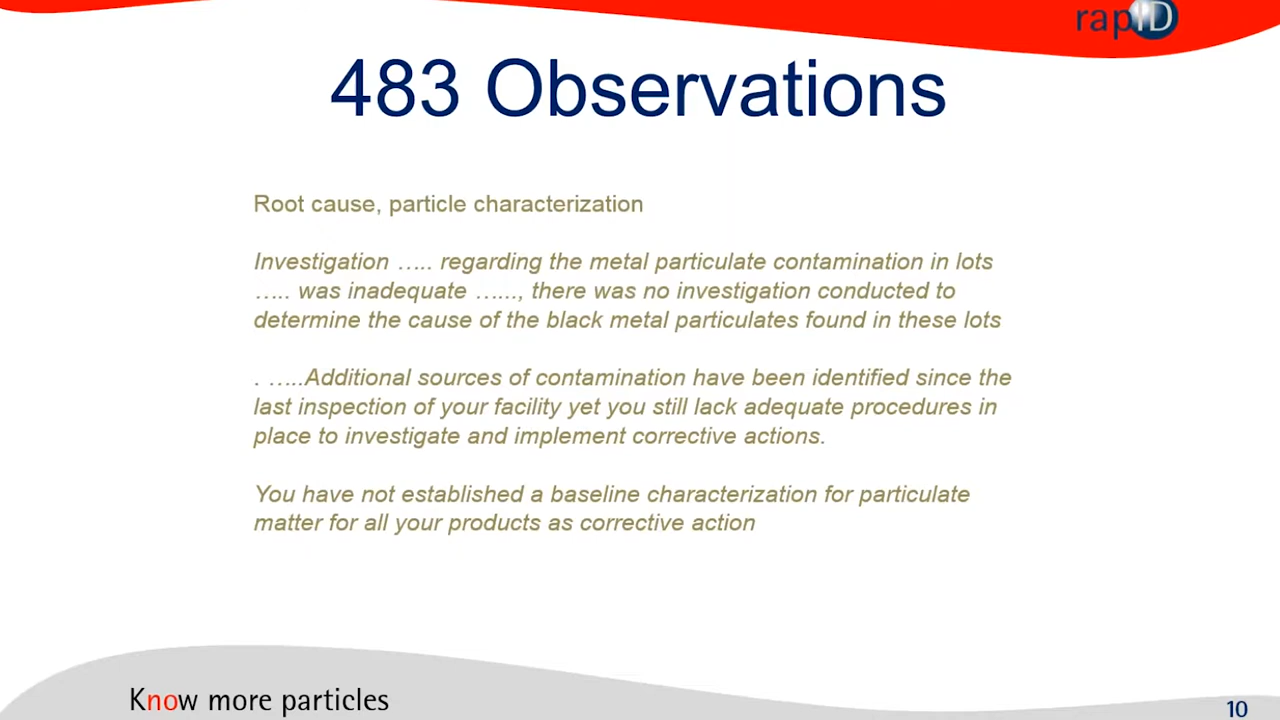 rapID
483 Observations
Root cause, particle characterization
Investigation ..... regarding the metal particulate contamination in lots
..... was inadequate ......, there was no investigation conducted to
determine the cause of the black metal particulates found in these lots
. .....Additional sources of contamination have been identified since the
last inspection of your facility yet you still lack adequate procedures in
place to investigate and implement corrective actions.
You have not established a baseline characterization for particulate
matter for all your products as corrective action
Know more particles
10